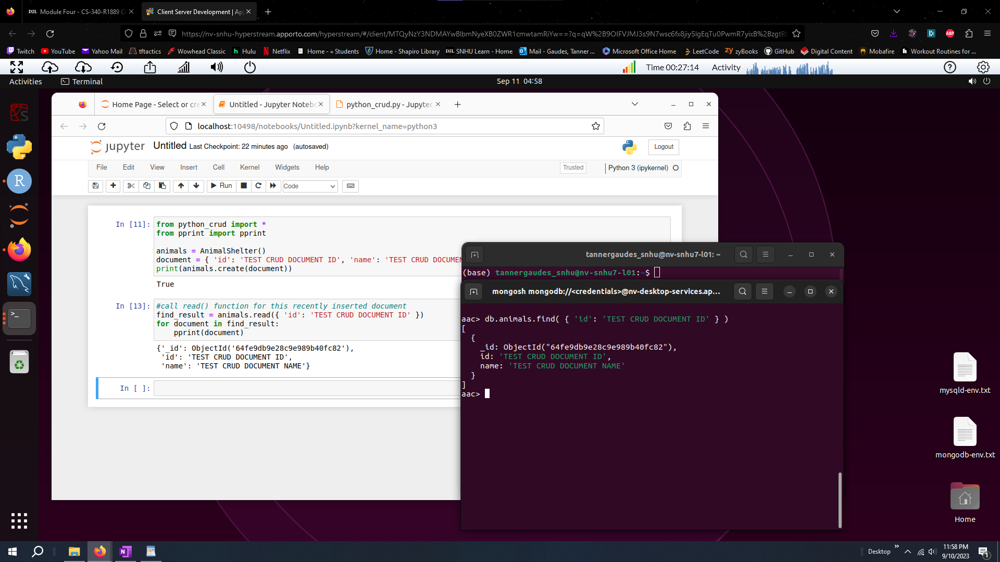 Module Four - CS-340-R1889 C
Client Server Development | Ap
https://nv-snhu-hyperstream.apporto.com/hyperstream/#/client/
Twitch YouTube Yahoo Mail tftactics Wowhead Classic Hulu Netflix Home - » Students Home - Shapiro Library D2L SNHU Learn - Home Mail - Gaudes, Tanner ... Microsoft Office Home LeetCode zyBooks GitHub Digital Content Mobafire Workout Routines for ...
Time 00:27:14 Activity
Activities Terminal Sep 11 04:58
Home Page - Select or cre Untitled - Jupyter Notebo python_crud.py - Jupyter
localhost:10498/notebooks/Untitled.ipynb?kernel_name=python3
jupyter Untitled Last Checkpoint: 22 minutes ago (autosaved) Logout
File Edit View Insert Cell Kernel Widgets Help Trusted Python 3 (ipykernel)
Run Code
In [11]: from python_crud import *
from pprint import pprint
animals = AnimalShelter()
document = { 'id': 'TEST CRUD DOCUMENT ID', 'name': 'TEST CRUD DOCUMEN
print(animals.create(document))
True
In [13]: #call read() function for this recently inserted document
find_result = animals.read({ 'id': 'TEST CRUD DOCUMENT ID' })
for document in find_result:
    pprint(document)
{'_id': ObjectId('64fe9db9e28c9e989b40fc82'),
 'id': 'TEST CRUD DOCUMENT ID',
 'name': 'TEST CRUD DOCUMENT NAME'}
In [ ]:
tannergaudes_snhu@nv-snhu7-l01: ~
(base) tannergaudes_snhu@nv-snhu7-l01:~$
mongosh mongodb://<credentials>@nv-desktop-services.ap...
aac> db.animals.find( { 'id': 'TEST CRUD DOCUMENT ID' } )
[
  {
    _id: ObjectId("64fe9db9e28c9e989b40fc82"),
    id: 'TEST CRUD DOCUMENT ID',
    name: 'TEST CRUD DOCUMENT NAME'
  }
]
aac>
mysqld-env.txt
mongodb-env.txt
Home
Desktop 11:58 PM
9/10/2023
1